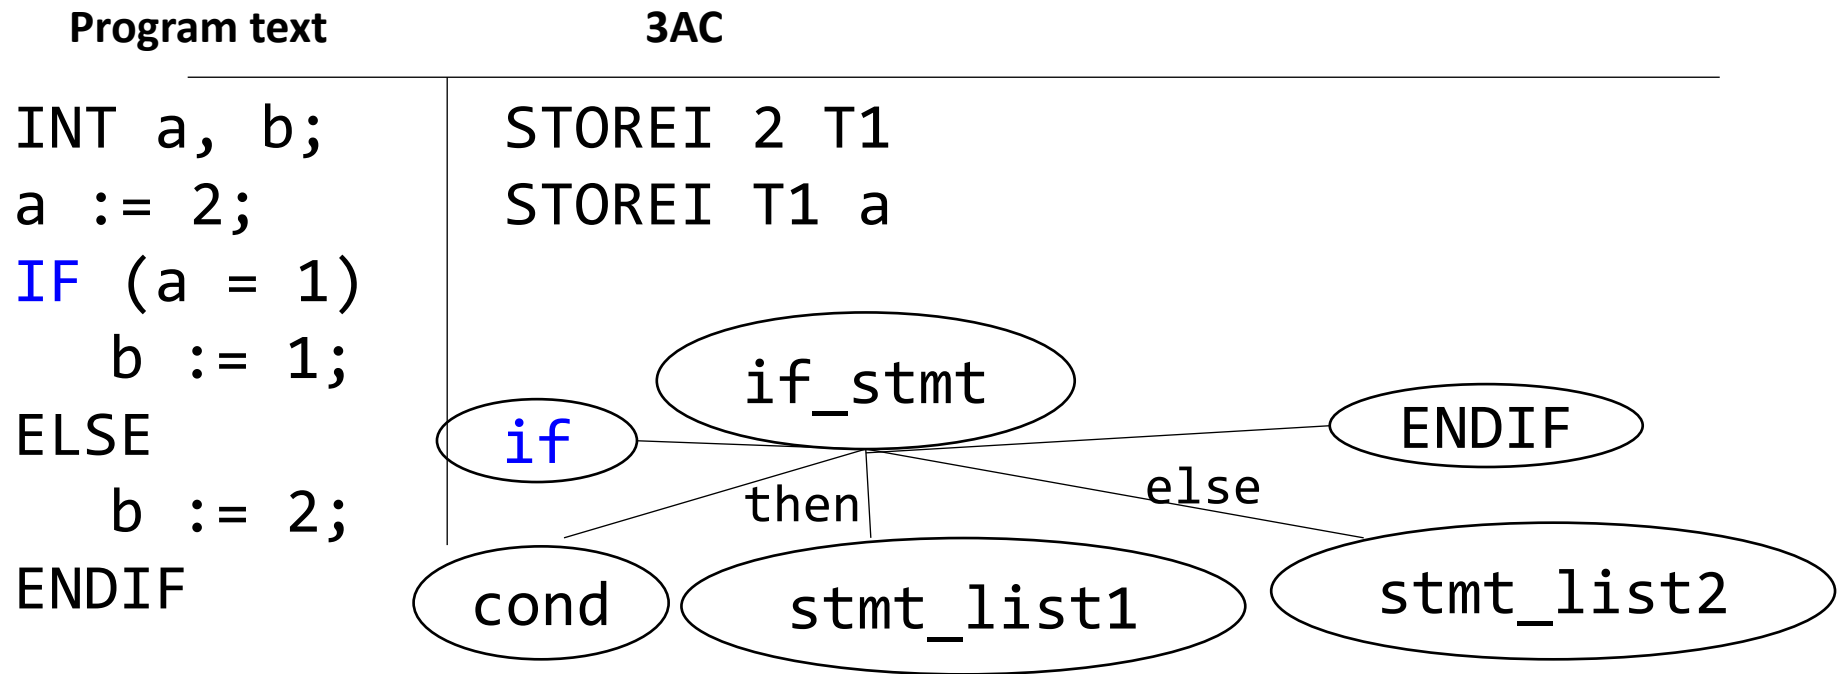 Program text 3AC
INT a, b; STOREI 2 T1
a := 2; STOREI T1 a
IF (a = 1)
b := 1;
ELSE
b := 2;
ENDIF
if_stmt
if
ENDIF
then
else
cond
stmt_list1
stmt_list2